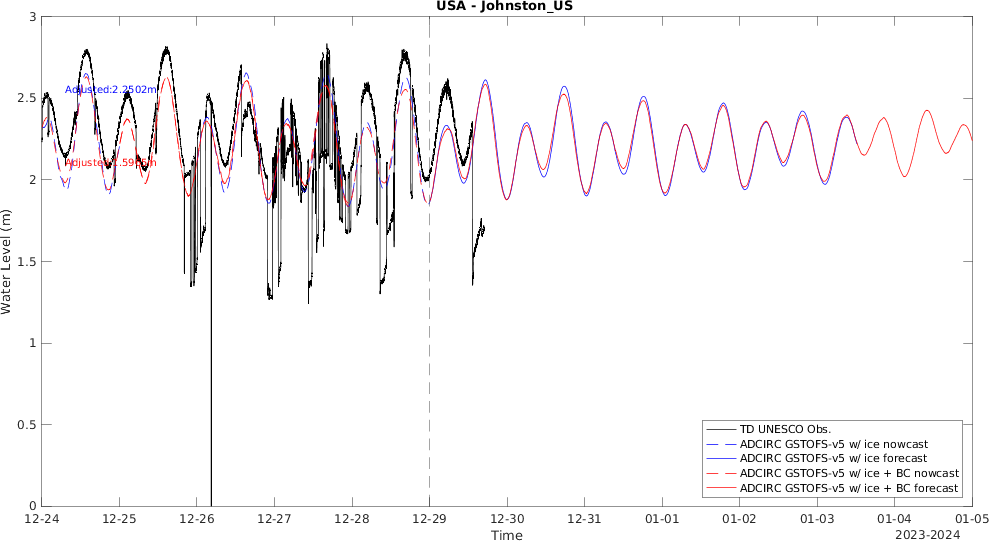 USA - Johnston_US
3
2.5
2
1.5
1
0.5
0
Water Level (m)
Adjusted:2.2502m
12-24
12-25
12-26
12-27
12-28
12-29
12-30
12-31
01-01
01-02
01-03
01-04
01-05
Time
2023-2024
TD UNESCO Obs.
ADCIRC GSTOFS-v5 w/ ice nowcast
ADCIRC GSTOFS-v5 w/ ice forecast
ADCIRC GSTOFS-v5 w/ ice + BC nowcast
ADCIRC GSTOFS-v5 w/ ice + BC forecast